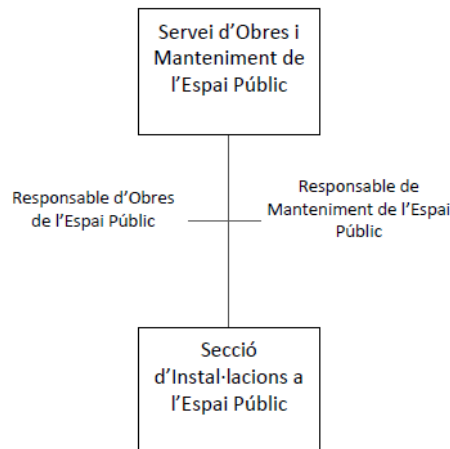 Servei d'Obres i
Manteniment de
l'Espai Públic
Responsable d'Obres
de l'Espai Públic
Responsable de
Manteniment de l'Espai
Públic
Secció
d'Instal·lacions a
l'Espai Públic